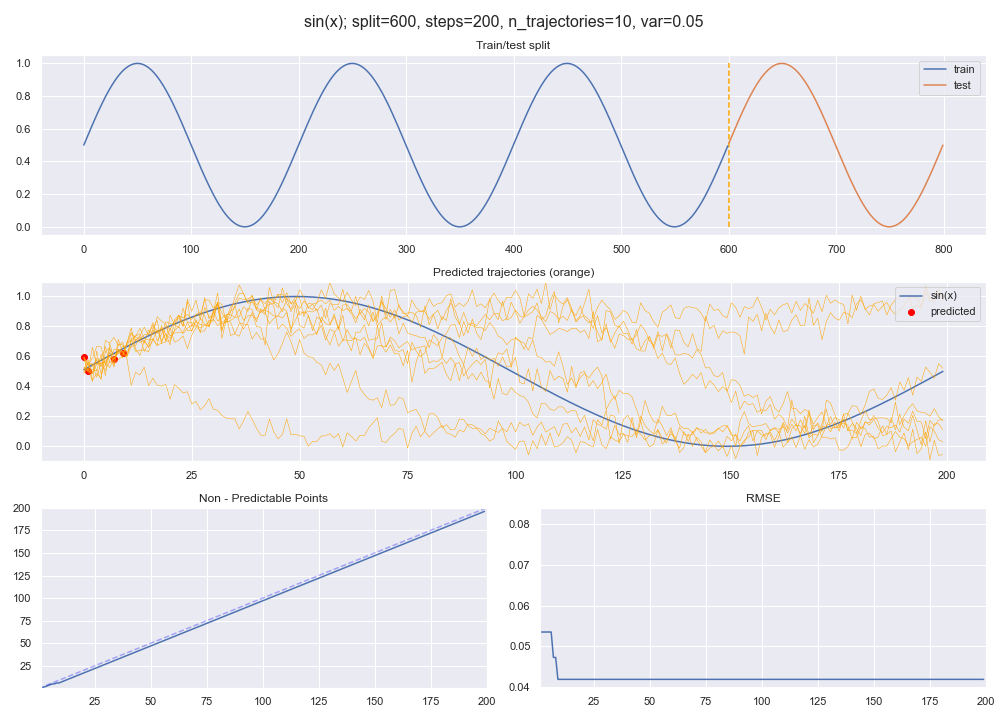 sin(x); split=600, steps=200, n_trajectories=10, var=0.05
Train/test split
1.0
0.8
0.6
0.4
0.2
0.0
train
test
0 100 200 300 400 500 600 700 800
Predicted trajectories (orange)
1.0
0.8
0.6
0.4
0.2
0.0
sin(x)
predicted
0 25 50 75 100 125 150 175 200
Non - Predictable Points
200
175
150
125
100
75
50
25
25 50 75 100 125 150 175 200
RMSE
0.08
0.07
0.06
0.05
0.04
25 50 75 100 125 150 175 200